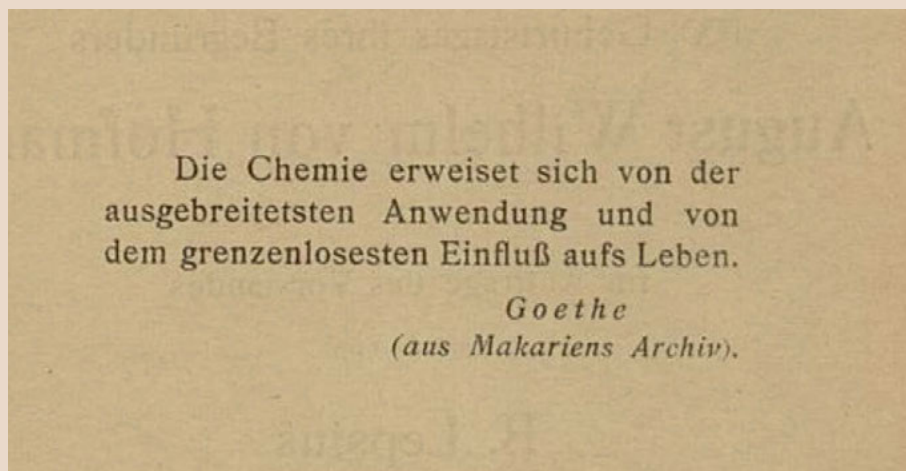 Die Chemie erweiset sich von der
ausgebreitetsten Anwendung und von
dem grenzenlosesten Einfluß aufs Leben.
Goethe
(aus Makariens Archiv).